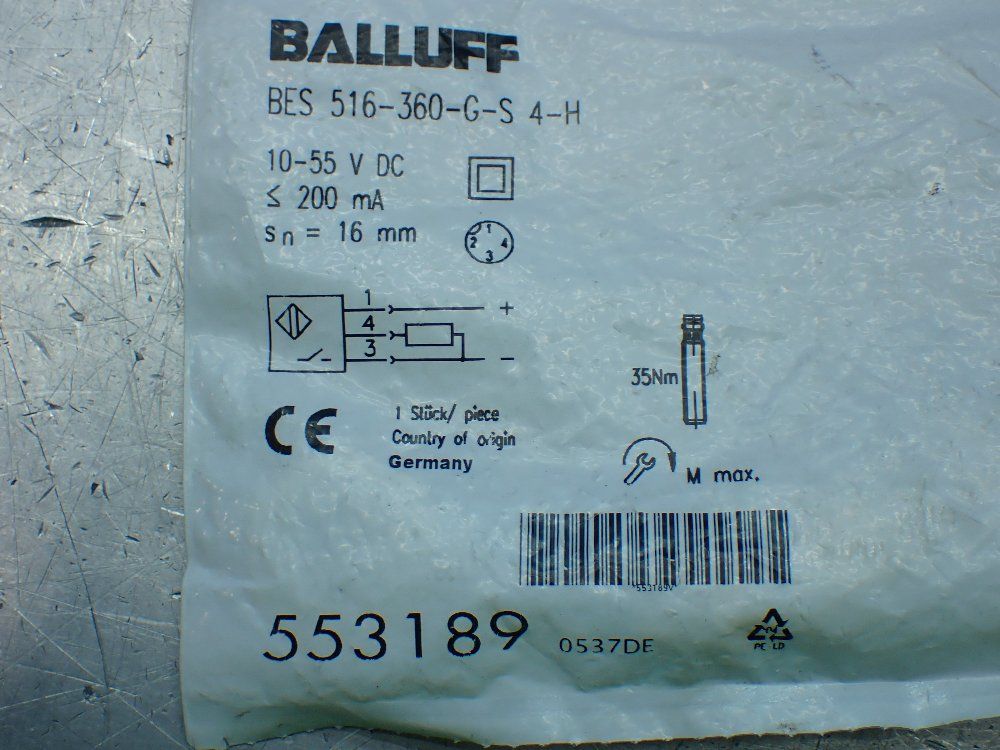 BALLUFF
BES 516-360-G-S 4-H
10-55 V DC
≤ 200 mA
sn = 16 mm
1
2 4
3
1 +
4
3 -
35Nm
CE
1 Stück/ piece
Country of origin
Germany
M max.
*553189*
553189 0537DE
PE-LD